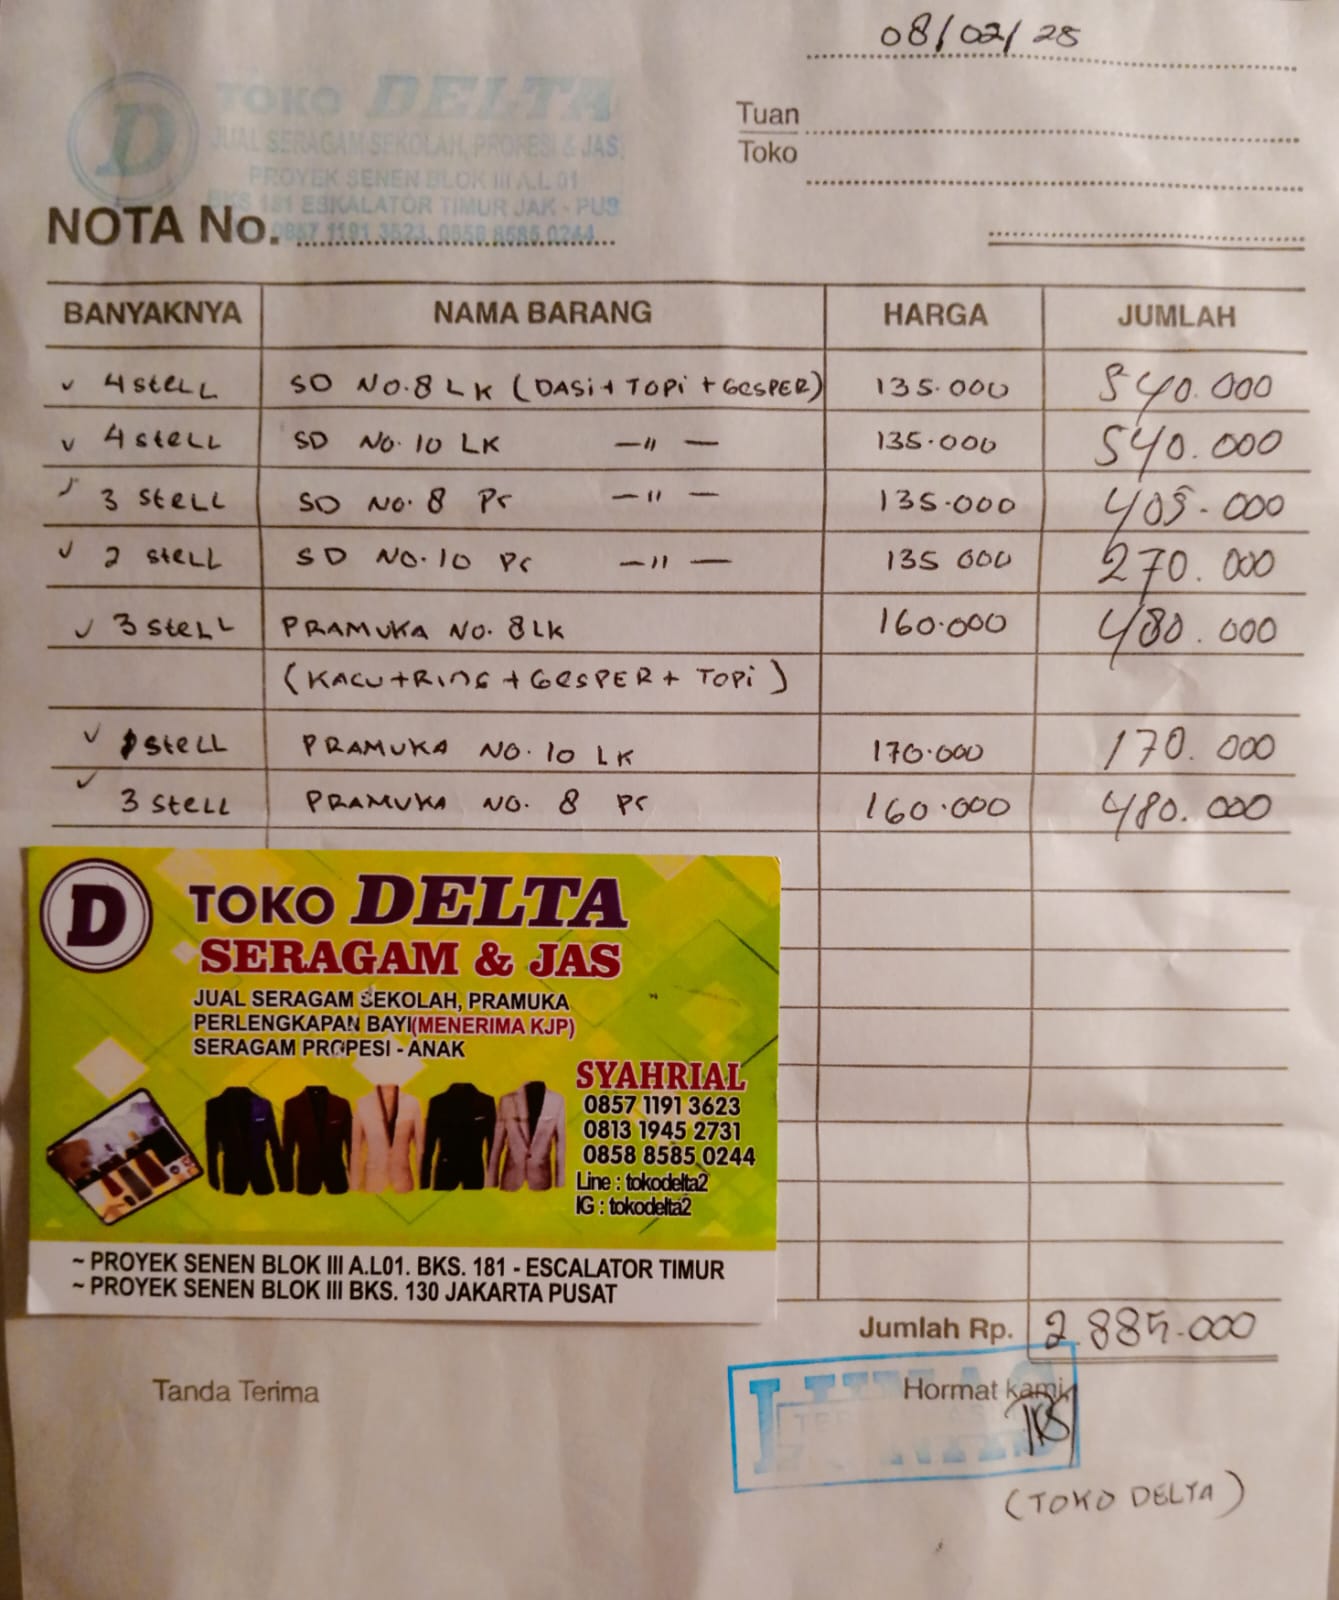 08/02/25
TOKO DELTA
JUAL SERAGAM SEKOLAH, PROFESI & JAS
PROYEK SENEN BLOK III A.L 01
BKS 181 ESKALATOR TIMUR JAK - PUS
0857 1191 3623, 0858 8585 0244
Tuan
Toko
NOTA No.
BANYAKNYA NAMA BARANG HARGA JUMLAH
4 stell SD No. 8 LK (DASi + TOPi + GesPER) 135.000 540.000
4 stell SD No. 10 LK —"— 135.000 540.000
3 stell SD No. 8 Pr —"— 135.000 405.000
2 stell SD No. 10 Pr —"— 135 000 270.000
3 stell PRAMUKA No. 8 LK 160.000 480.000
(KACU + RING + GesPER + TOPi)
1 stell PRAMUKA NO. 10 LK 170.000 170.000
3 stell PRAMUKA NO. 8 Pr 160.000 480.000
D
TOKO DELTA
SERAGAM & JAS
JUAL SERAGAM SEKOLAH, PRAMUKA
PERLENGKAPAN BAYI(MENERIMA KJP)
SERAGAM PROPESI - ANAK
SYAHRIAL
0857 1191 3623
0813 1945 2731
0858 8585 0244
Line : tokodelta2
IG : tokodelta2
~ PROYEK SENEN BLOK III A.L01. BKS. 181 - ESCALATOR TIMUR
~ PROYEK SENEN BLOK III BKS. 130 JAKARTA PUSAT
Jumlah Rp. 2.885.000
Tanda Terima
Hormat kami,
LUNAS
(TOKO DELTA)